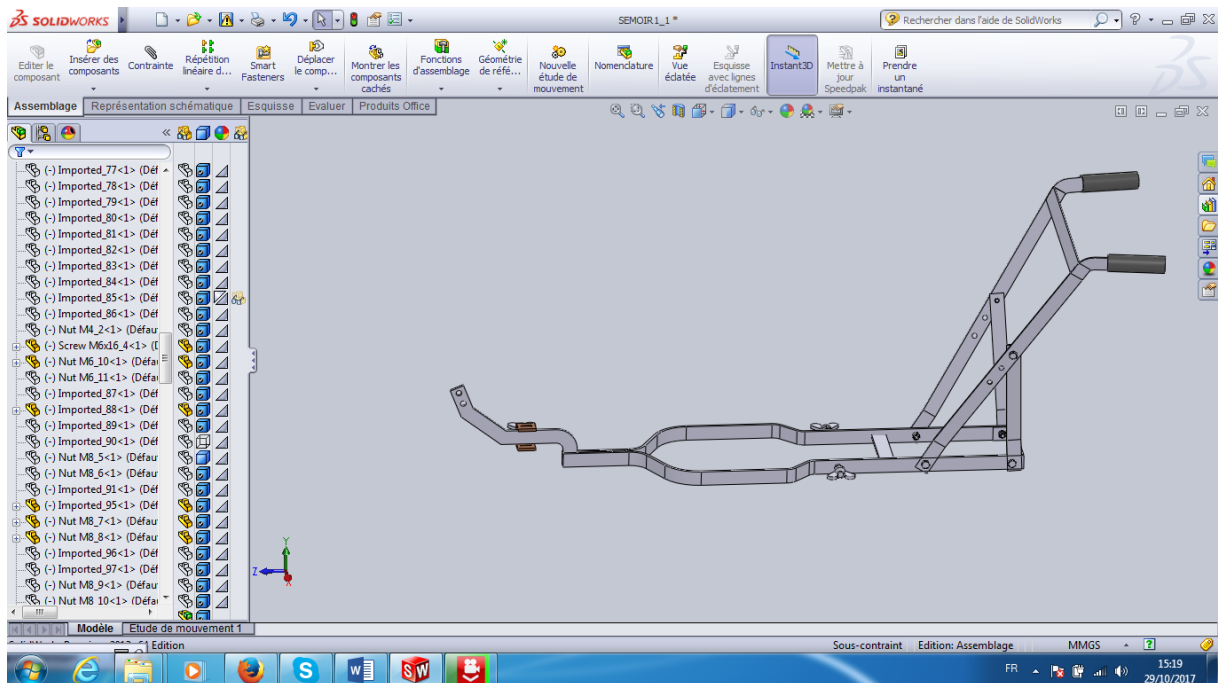 SOLIDWORKS
SEMOIR1_1 *
Rechercher dans l'aide de SolidWorks
Editer le composant
Insérer des composants
Contrainte
Répétition linéaire d...
Smart Fasteners
Déplacer le comp...
Montrer les composants cachés
Fonctions d'assemblage
Géométrie de réfé...
Nouvelle étude de mouvement
Nomenclature
Vue éclatée
Esquisse avec lignes d'éclatement
Instant3D
Mettre à jour Speedpak
Prendre un instantané
Assemblage
Représentation schématique
Esquisse
Evaluer
Produits Office
(-) Imported_77<1> (Déf
(-) Imported_78<1> (Déf
(-) Imported_79<1> (Déf
(-) Imported_80<1> (Déf
(-) Imported_81<1> (Déf
(-) Imported_82<1> (Déf
(-) Imported_83<1> (Déf
(-) Imported_84<1> (Déf
(-) Imported_85<1> (Déf
(-) Imported_86<1> (Déf
(-) Nut M4_2<1> (Défau
(-) Screw M6x16_4<1> (D
(-) Nut M6_10<1> (Défa
(-) Nut M6_11<1> (Défa
(-) Imported_87<1> (Déf
(-) Imported_88<1> (Déf
(-) Imported_89<1> (Déf
(-) Imported_90<1> (Déf
(-) Nut M8_5<1> (Défau
(-) Nut M8_6<1> (Défau
(-) Imported_91<1> (Déf
(-) Imported_95<1> (Déf
(-) Nut M8_7<1> (Défau
(-) Nut M8_8<1> (Défau
(-) Imported_96<1> (Déf
(-) Imported_97<1> (Déf
(-) Nut M8_9<1> (Défau
(-) Nut M8_10<1> (Défa
Y
Z
X
Modèle
Etude de mouvement 1
Edition
Sous-contraint
Edition: Assemblage
MMGS
FR
15:19
29/10/2017